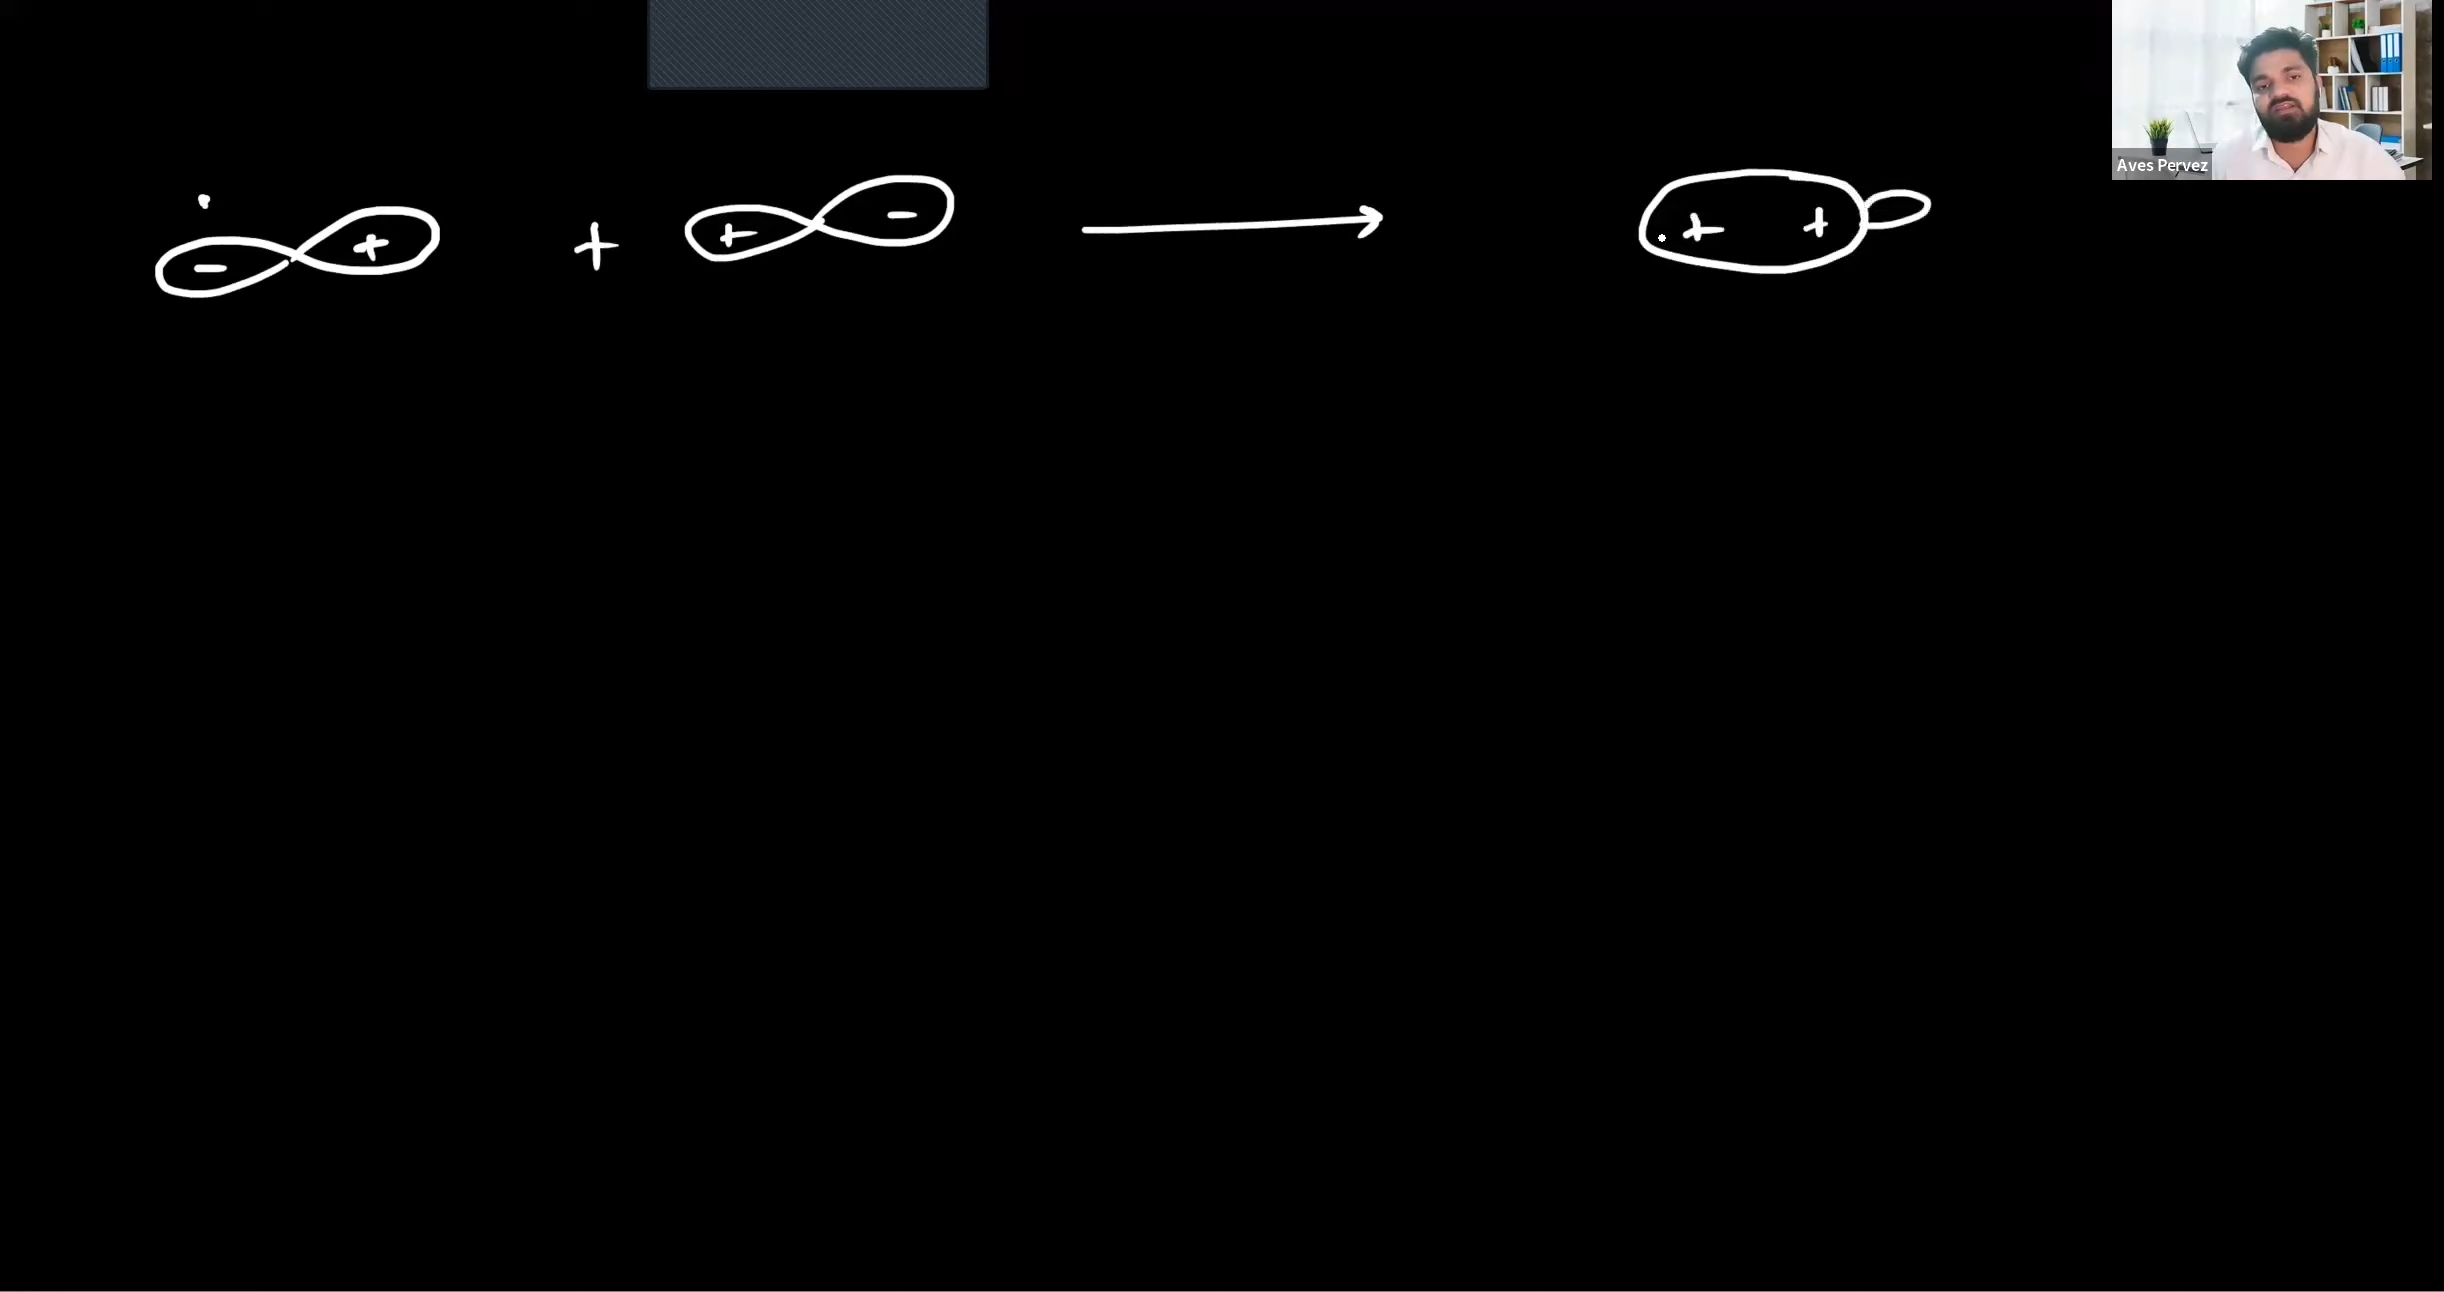 Aves Pervez
- + + + - + +